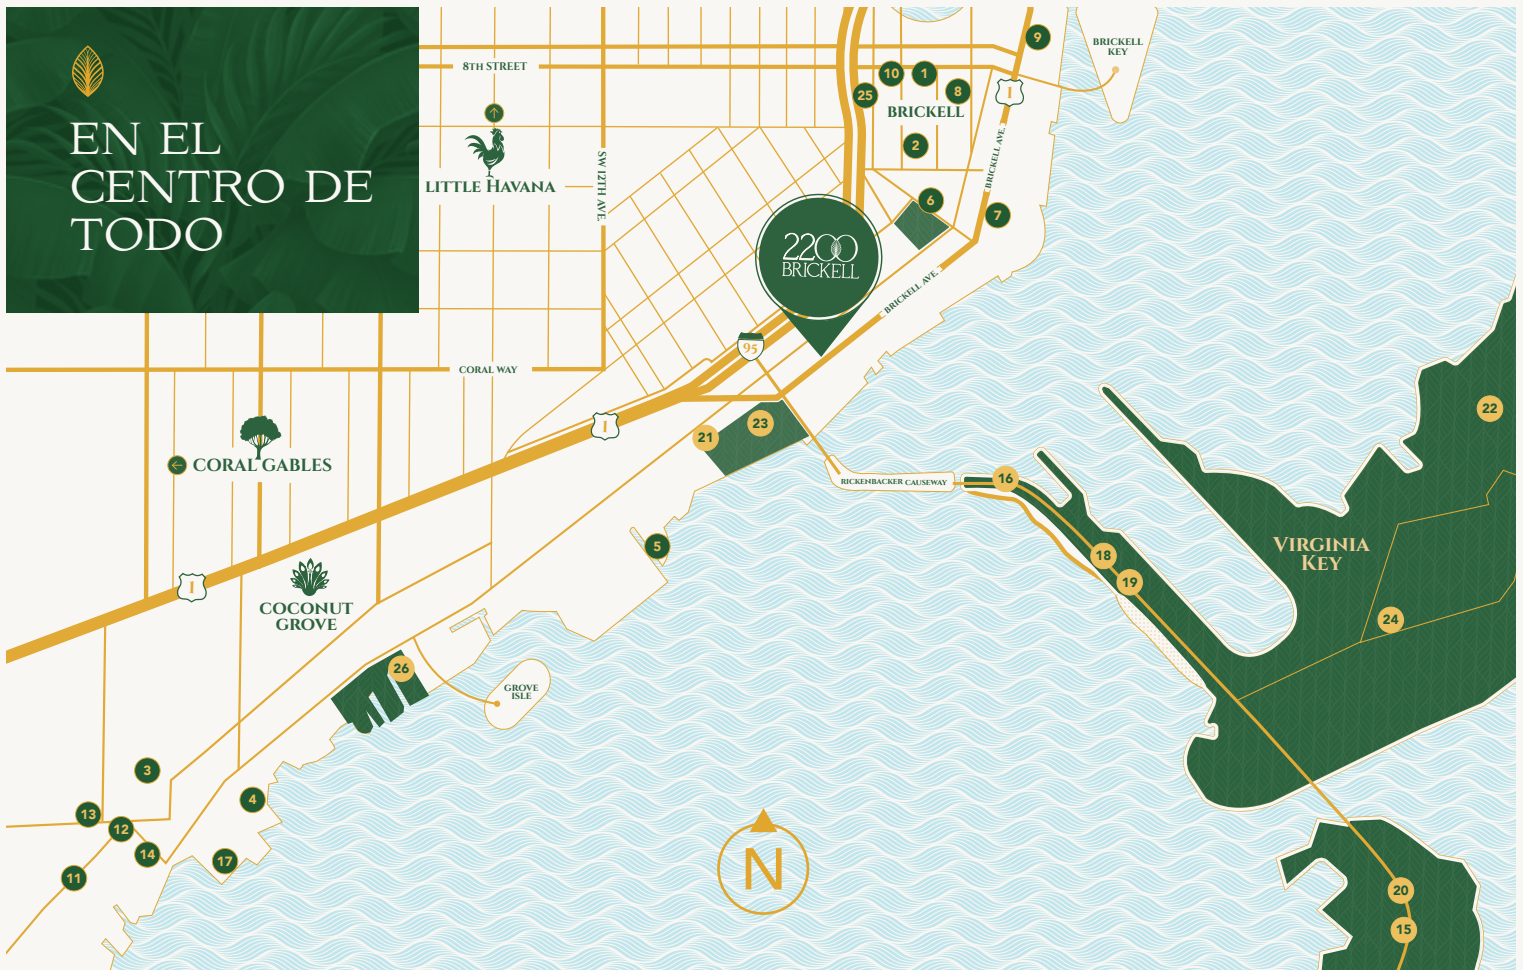 EN EL
CENTRO DE
TODO
8TH STREET
LITTLE HAVANA
SW 12TH AVE.
CORAL WAY
9
BRICKELL
KEY
10
1
8
25
1
BRICKELL
2
BRICKELL AVE.
6
7
2200
BRICKELL
BRICKELL AVE.
95
1
21
23
22
CORAL GABLES
RICKENBACKER CAUSEWAY
16
5
18
19
VIRGINIA
KEY
24
1
COCONUT
GROVE
26
GROVE
ISLE
3
4
13
12
14
17
11
N
20
15